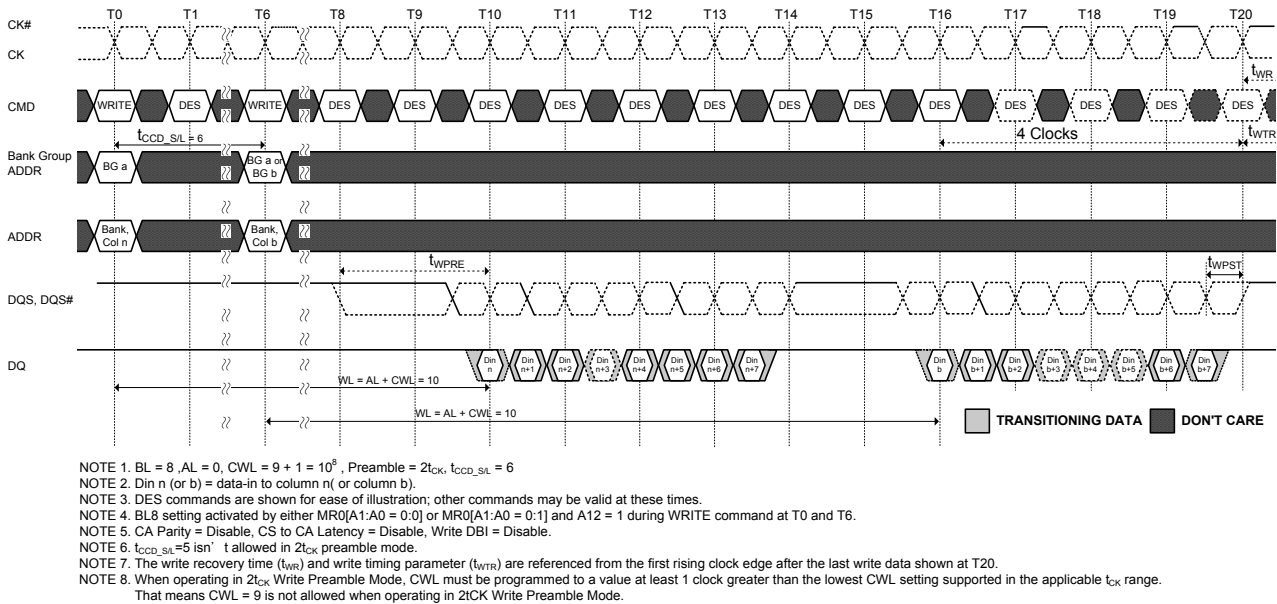 T0 T1 T6 T8 T9 T10 T11 T12 T13 T14 T15 T16 T17 T18 T19 T20
CK#
CK
tWR
CMD WRITE DES WRITE DES DES DES DES DES DES DES DES DES DES DES DES DES
tCCD_S/L = 6
4 Clocks
tWTR
Bank Group
ADDR
BG a
BG a or
BG b
ADDR
Bank,
Col n
Bank,
Col b
tWPRE
tWPST
DQS, DQS#
DQ
Din n Din n+1 Din n+2 Din n+3 Din n+4 Din n+5 Din n+6 Din n+7 Din b Din b+1 Din b+2 Din b+3 Din b+4 Din b+5 Din b+6 Din b+7
WL = AL + CWL = 10
WL = AL + CWL = 10
TRANSITIONING DATA DON'T CARE
NOTE 1. BL = 8 ,AL = 0, CWL = 9 + 1 = 10⁸ , Preamble = 2tCK, tCCD_S/L = 6
NOTE 2. Din n (or b) = data-in to column n( or column b).
NOTE 3. DES commands are shown for ease of illustration; other commands may be valid at these times.
NOTE 4. BL8 setting activated by either MR0[A1:A0 = 0:0] or MR0[A1:A0 = 0:1] and A12 = 1 during WRITE command at T0 and T6.
NOTE 5. CA Parity = Disable, CS to CA Latency = Disable, Write DBI = Disable.
NOTE 6. tCCD_S/L=5 isn' t allowed in 2tCK preamble mode.
NOTE 7. The write recovery time (tWR) and write timing parameter (tWTR) are referenced from the first rising clock edge after the last write data shown at T20.
NOTE 8. When operating in 2tCK Write Preamble Mode, CWL must be programmed to a value at least 1 clock greater than the lowest CWL setting supported in the applicable tCK range.
That means CWL = 9 is not allowed when operating in 2tCK Write Preamble Mode.